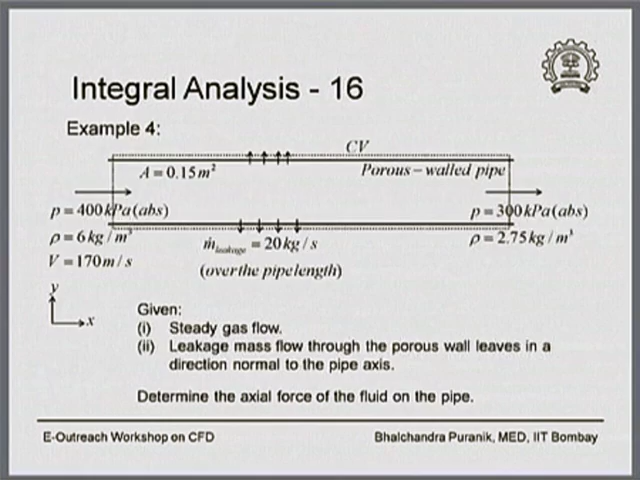 Integral Analysis - 16
Example 4:
CV
A = 0.15 m²
Porous – walled pipe
p = 400 kPa (abs)
p = 300 kPa (abs)
ρ = 6 kg / m³
ṁleakage = 20 kg / s
ρ = 2.75 kg / m³
V = 170 m / s
(over the pipe length)
y
x
Given:
(i) Steady gas flow.
(ii) Leakage mass flow through the porous wall leaves in a
direction normal to the pipe axis.
Determine the axial force of the fluid on the pipe.
E-Outreach Workshop on CFD
Bhalchandra Puranik, MED, IIT Bombay